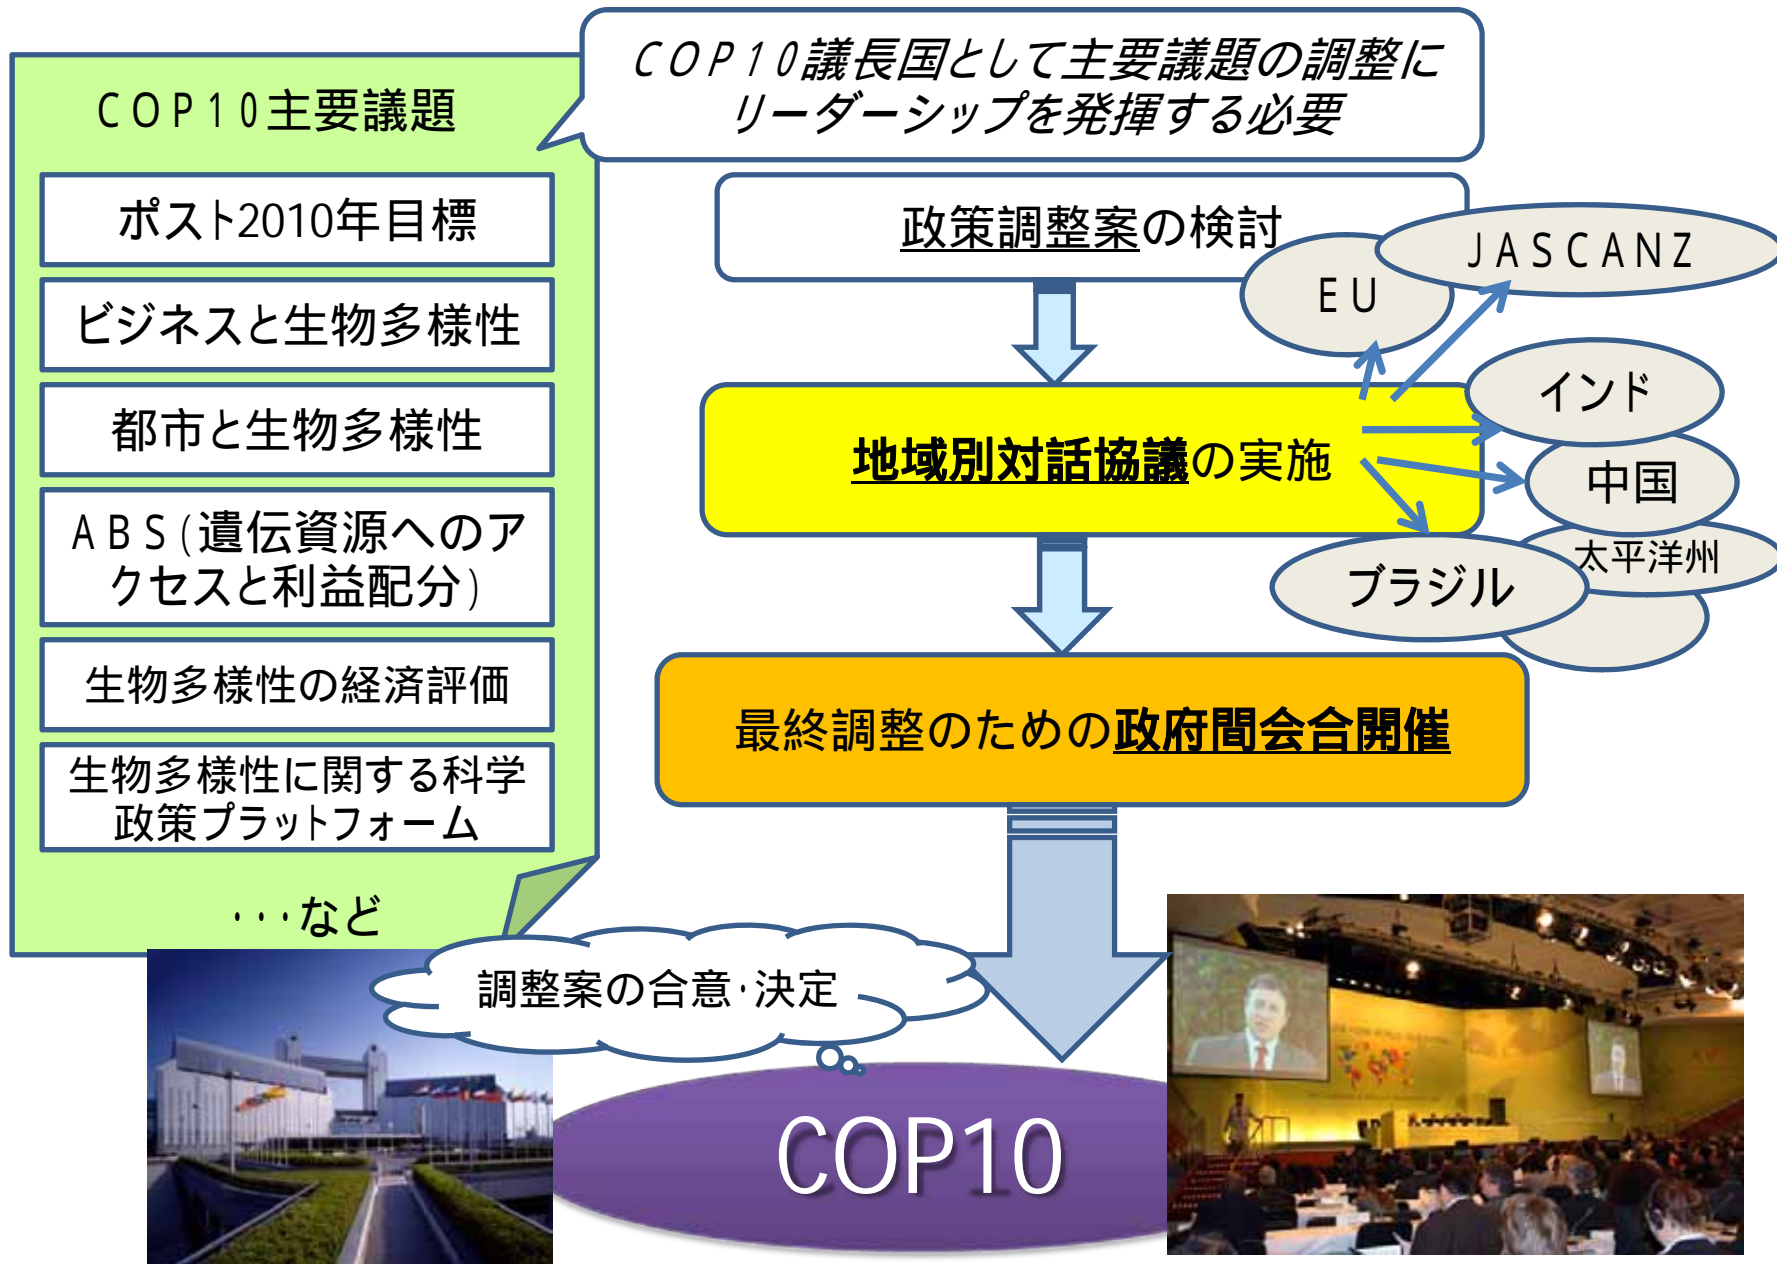 COP10議長国として主要議題の調整に
リーダーシップを発揮する必要
COP10主要議題
ポスト2010年目標
ビジネスと生物多様性
都市と生物多様性
ABS(遺伝資源へのア
クセスと利益配分)
生物多様性の経済評価
生物多様性に関する科学
政策プラットフォーム
･･･など
政策調整案の検討
EU
JASCANZ
インド
中国
太平洋州
ブラジル
地域別対話協議の実施
最終調整のための政府間会合開催
調整案の合意･決定
COP10